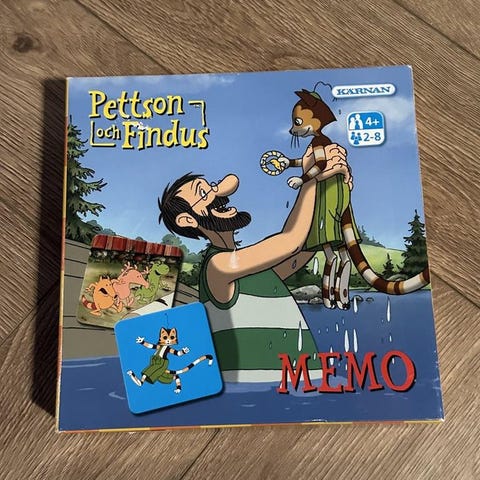 Pettson
och Findus
KÄRNAN
4+
2-8
MEMO